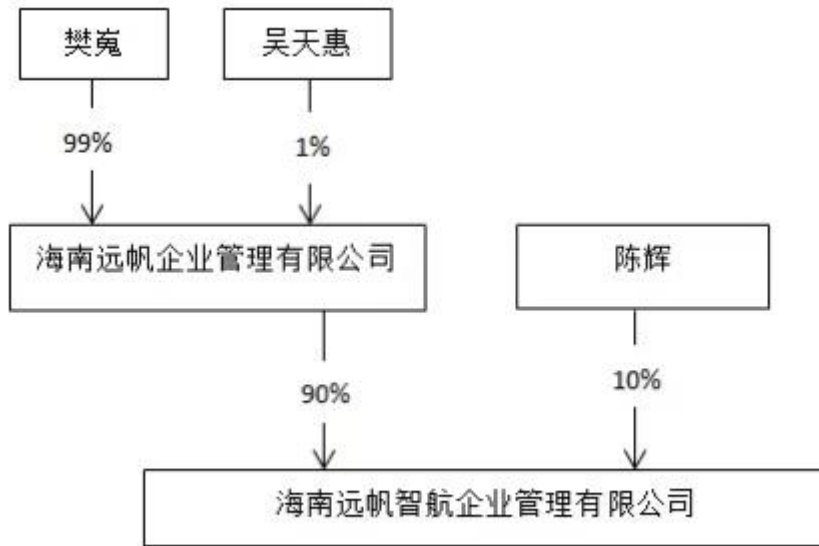 樊嵬
吴天惠
99%
1%
海南远帆企业管理有限公司
陈辉
90%
10%
海南远帆智航企业管理有限公司